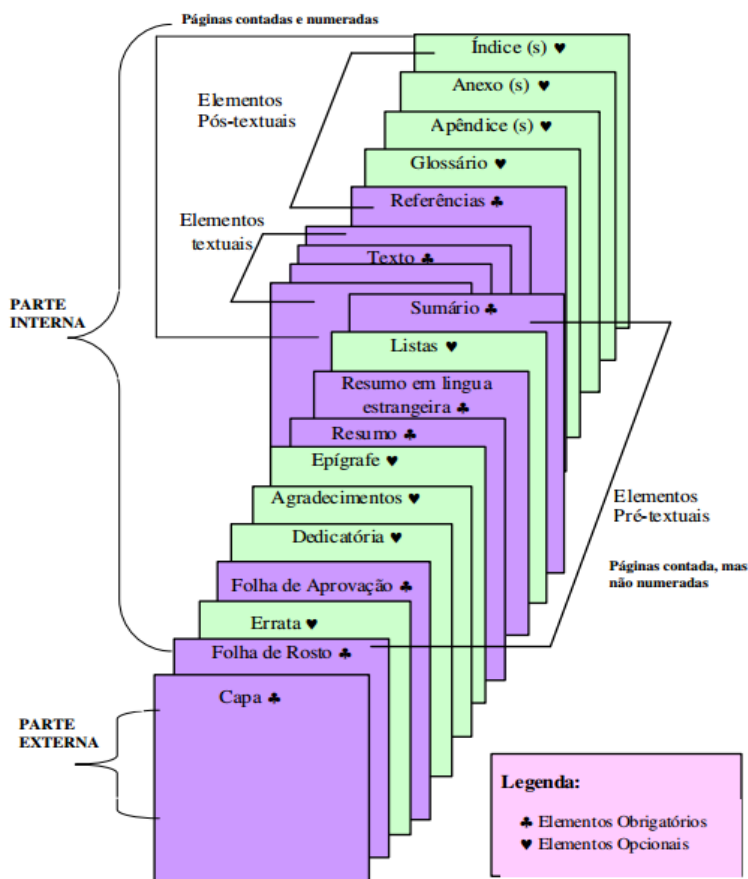 Páginas contadas e numeradas
Índice (s) ♥
Anexo (s) ♥
Elementos
Pós-textuais
Apêndice (s) ♥
Glossário ♥
Referências ♣
Elementos
textuais
Texto ♣
PARTE
INTERNA
Sumário ♣
Listas ♥
Resumo em lingua
estrangeira ♣
Resumo ♣
Epígrafe ♥
Agradecimentos ♥
Elementos
Pré-textuais
Dedicatória ♥
Páginas contada, mas
não numeradas
Folha de Aprovação ♣
Errata ♥
Folha de Rosto ♣
Capa ♣
PARTE
EXTERNA
Legenda:
♣ Elementos Obrigatórios
♥ Elementos Opcionais